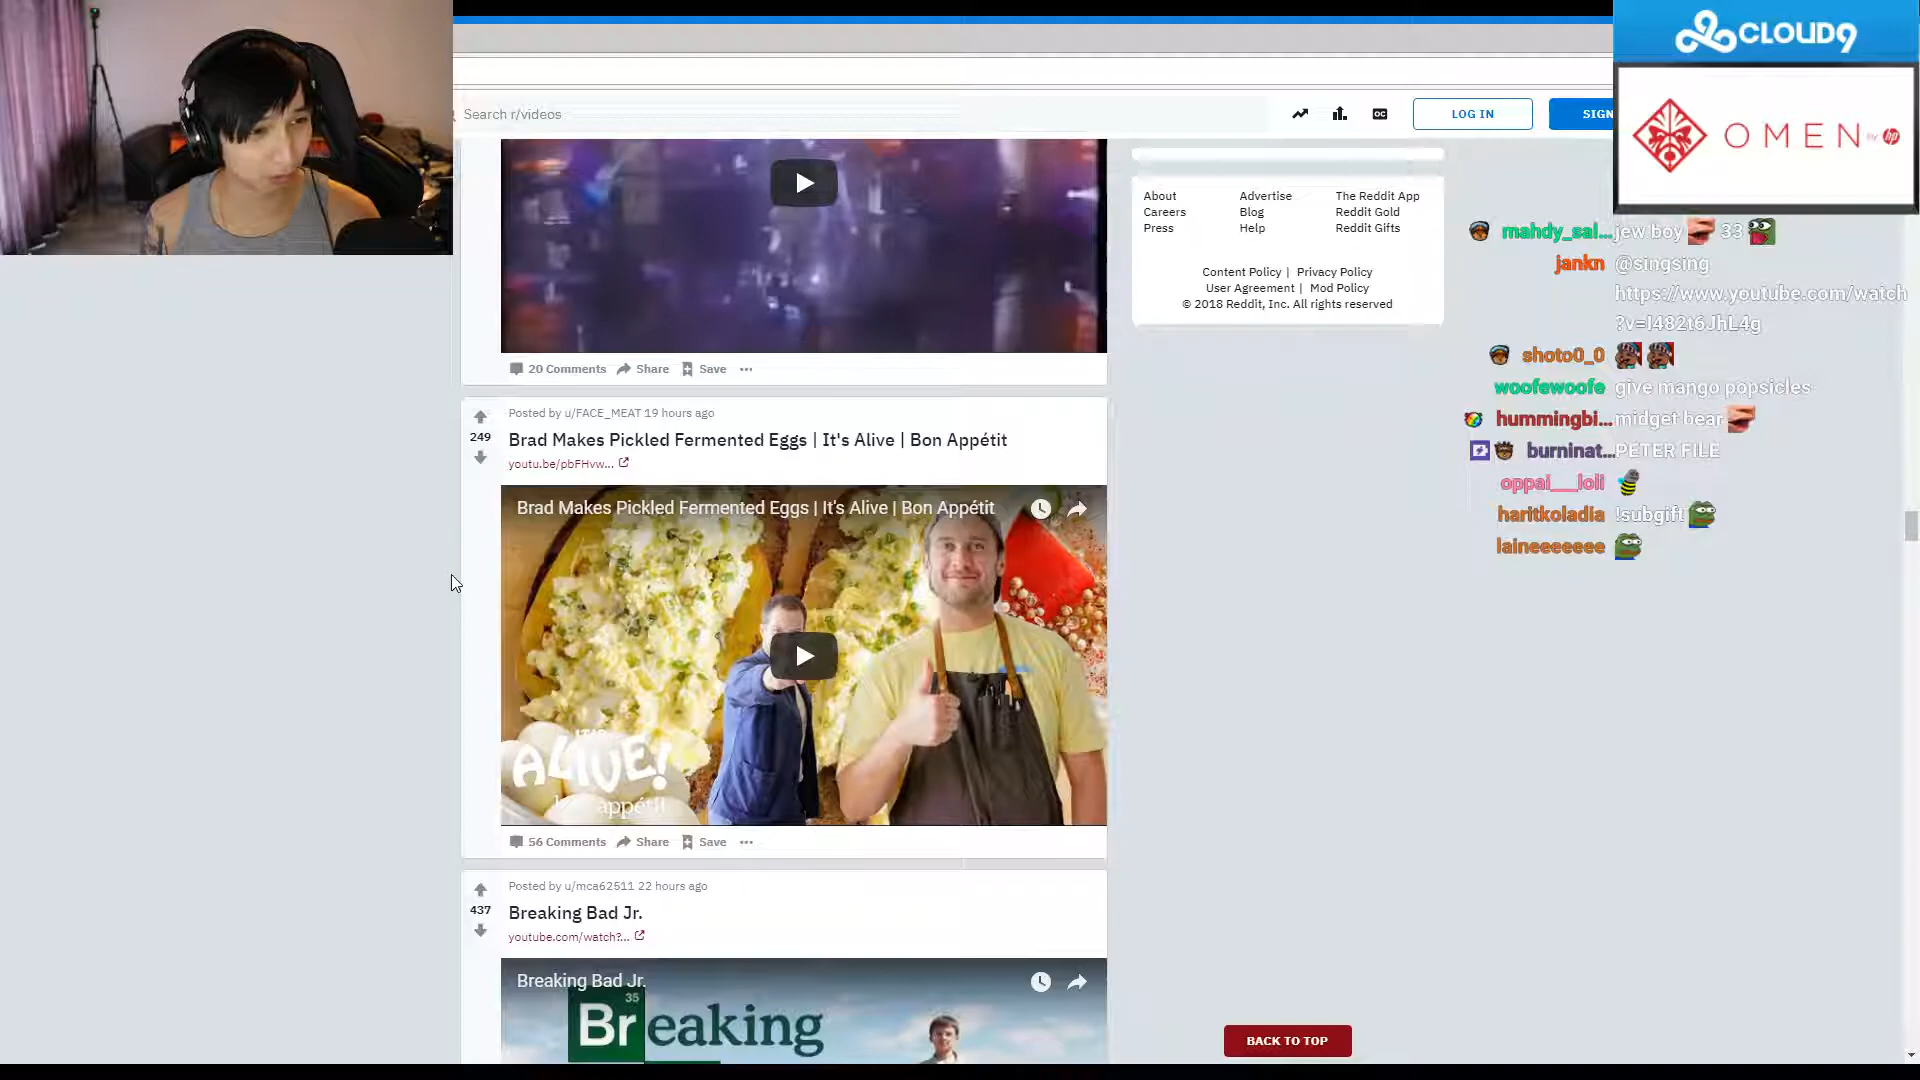 CLOUD9
OMEN by hp
Search r/videos
LOG IN
SIGN
About
Advertise
The Reddit App
Careers
Blog
Reddit Gold
Press
Help
Reddit Gifts
Content Policy | Privacy Policy
User Agreement | Mod Policy
© 2018 Reddit, Inc. All rights reserved
20 Comments Share Save
Posted by u/FACE_MEAT 19 hours ago
249
Brad Makes Pickled Fermented Eggs | It's Alive | Bon Appétit
youtu.be/pbFHvw...
Brad Makes Pickled Fermented Eggs | It's Alive | Bon Appétit
IT'S
ALIVE!
bon appétit
56 Comments Share Save
Posted by u/mca62511 22 hours ago
437
Breaking Bad Jr.
youtube.com/watch?...
Breaking Bad Jr.
35
Breaking
BACK TO TOP
mahdy_sal... jew boy 33
jankn @singsing
https://www.youtube.com/watch
?v=I482t6JhL4g
shoto0_0
woofewoofe give mango popsicles
hummingbi... midget bear
burninat... PETER FILE
oppai__loli
haritkoladia !subgift
laineeeeeee